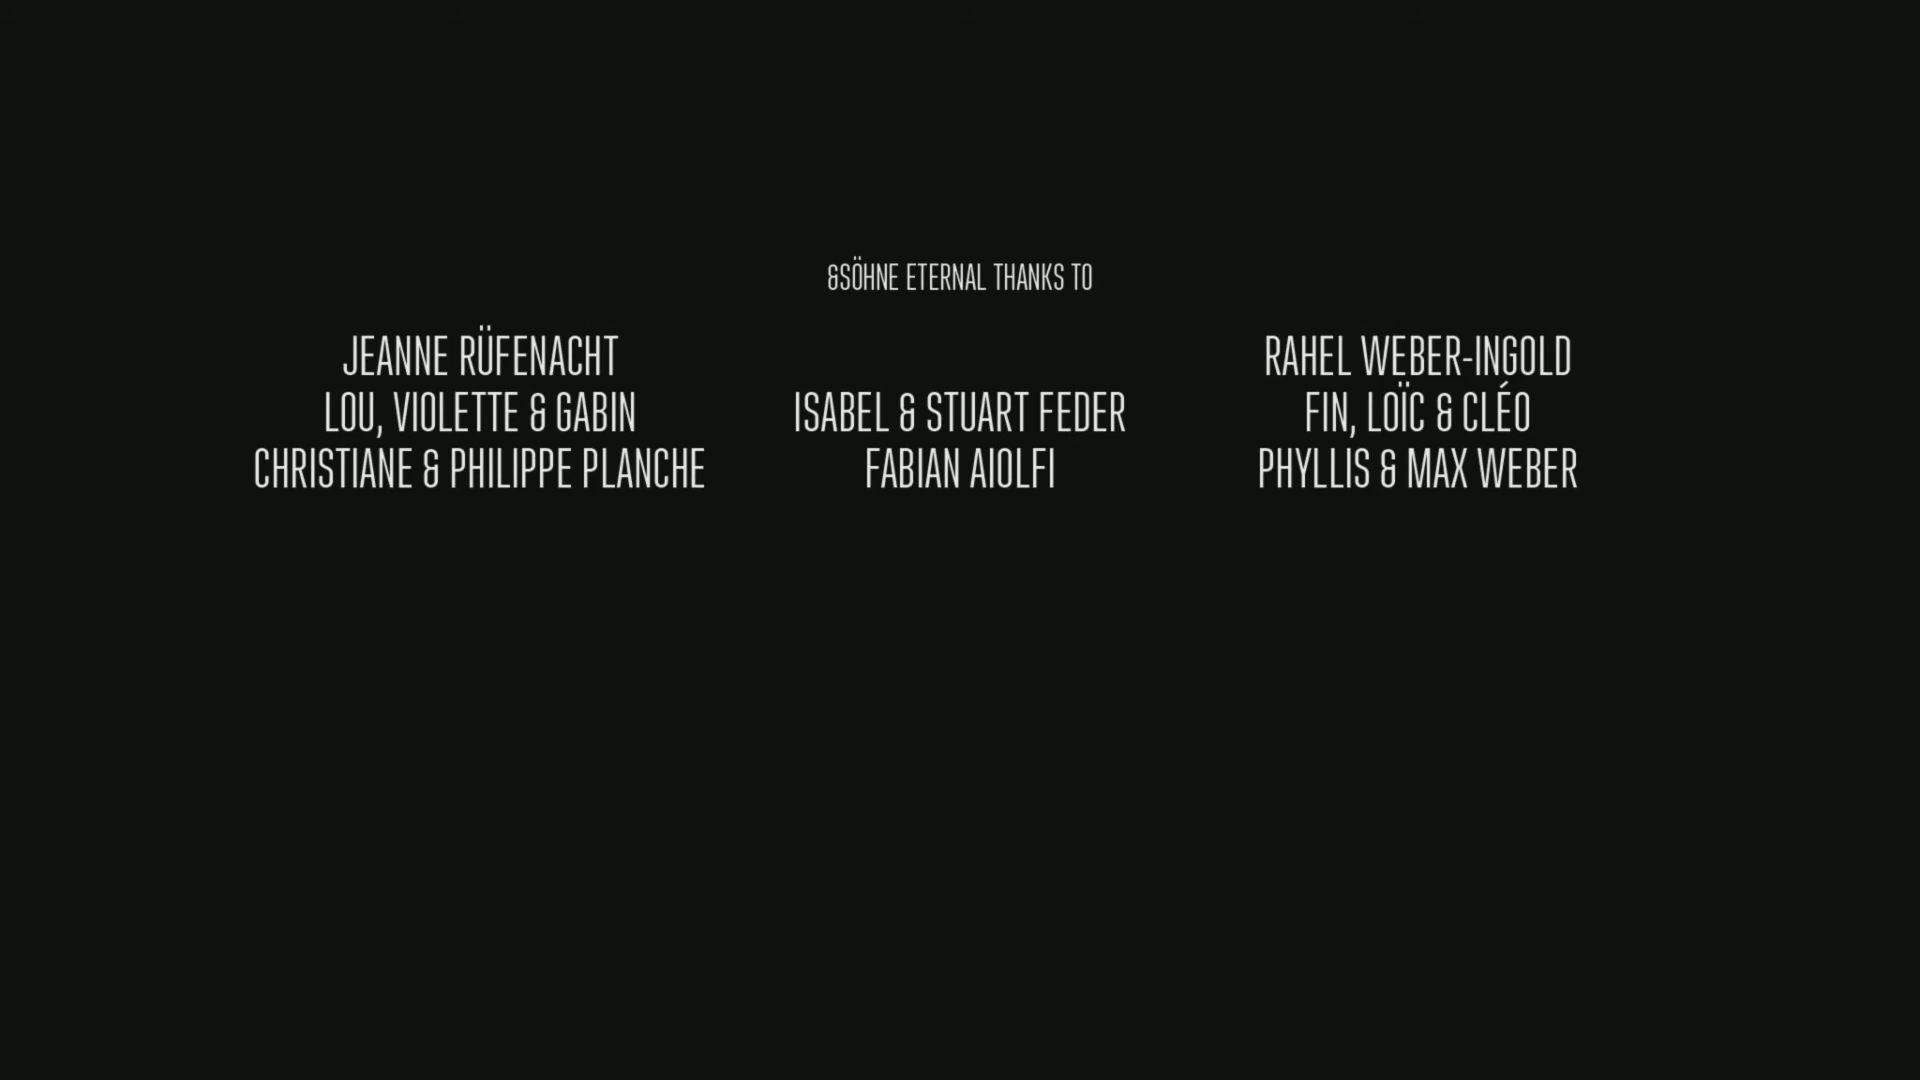 &SÖHNE ETERNAL THANKS TO
JEANNE RÜFENACHT
LOU, VIOLETTE & GABIN
CHRISTIANE & PHILIPPE PLANCHE
ISABEL & STUART FEDER
FABIAN AIOLFI
RAHEL WEBER-INGOLD
FIN, LOÏC & CLÉO
PHYLLIS & MAX WEBER